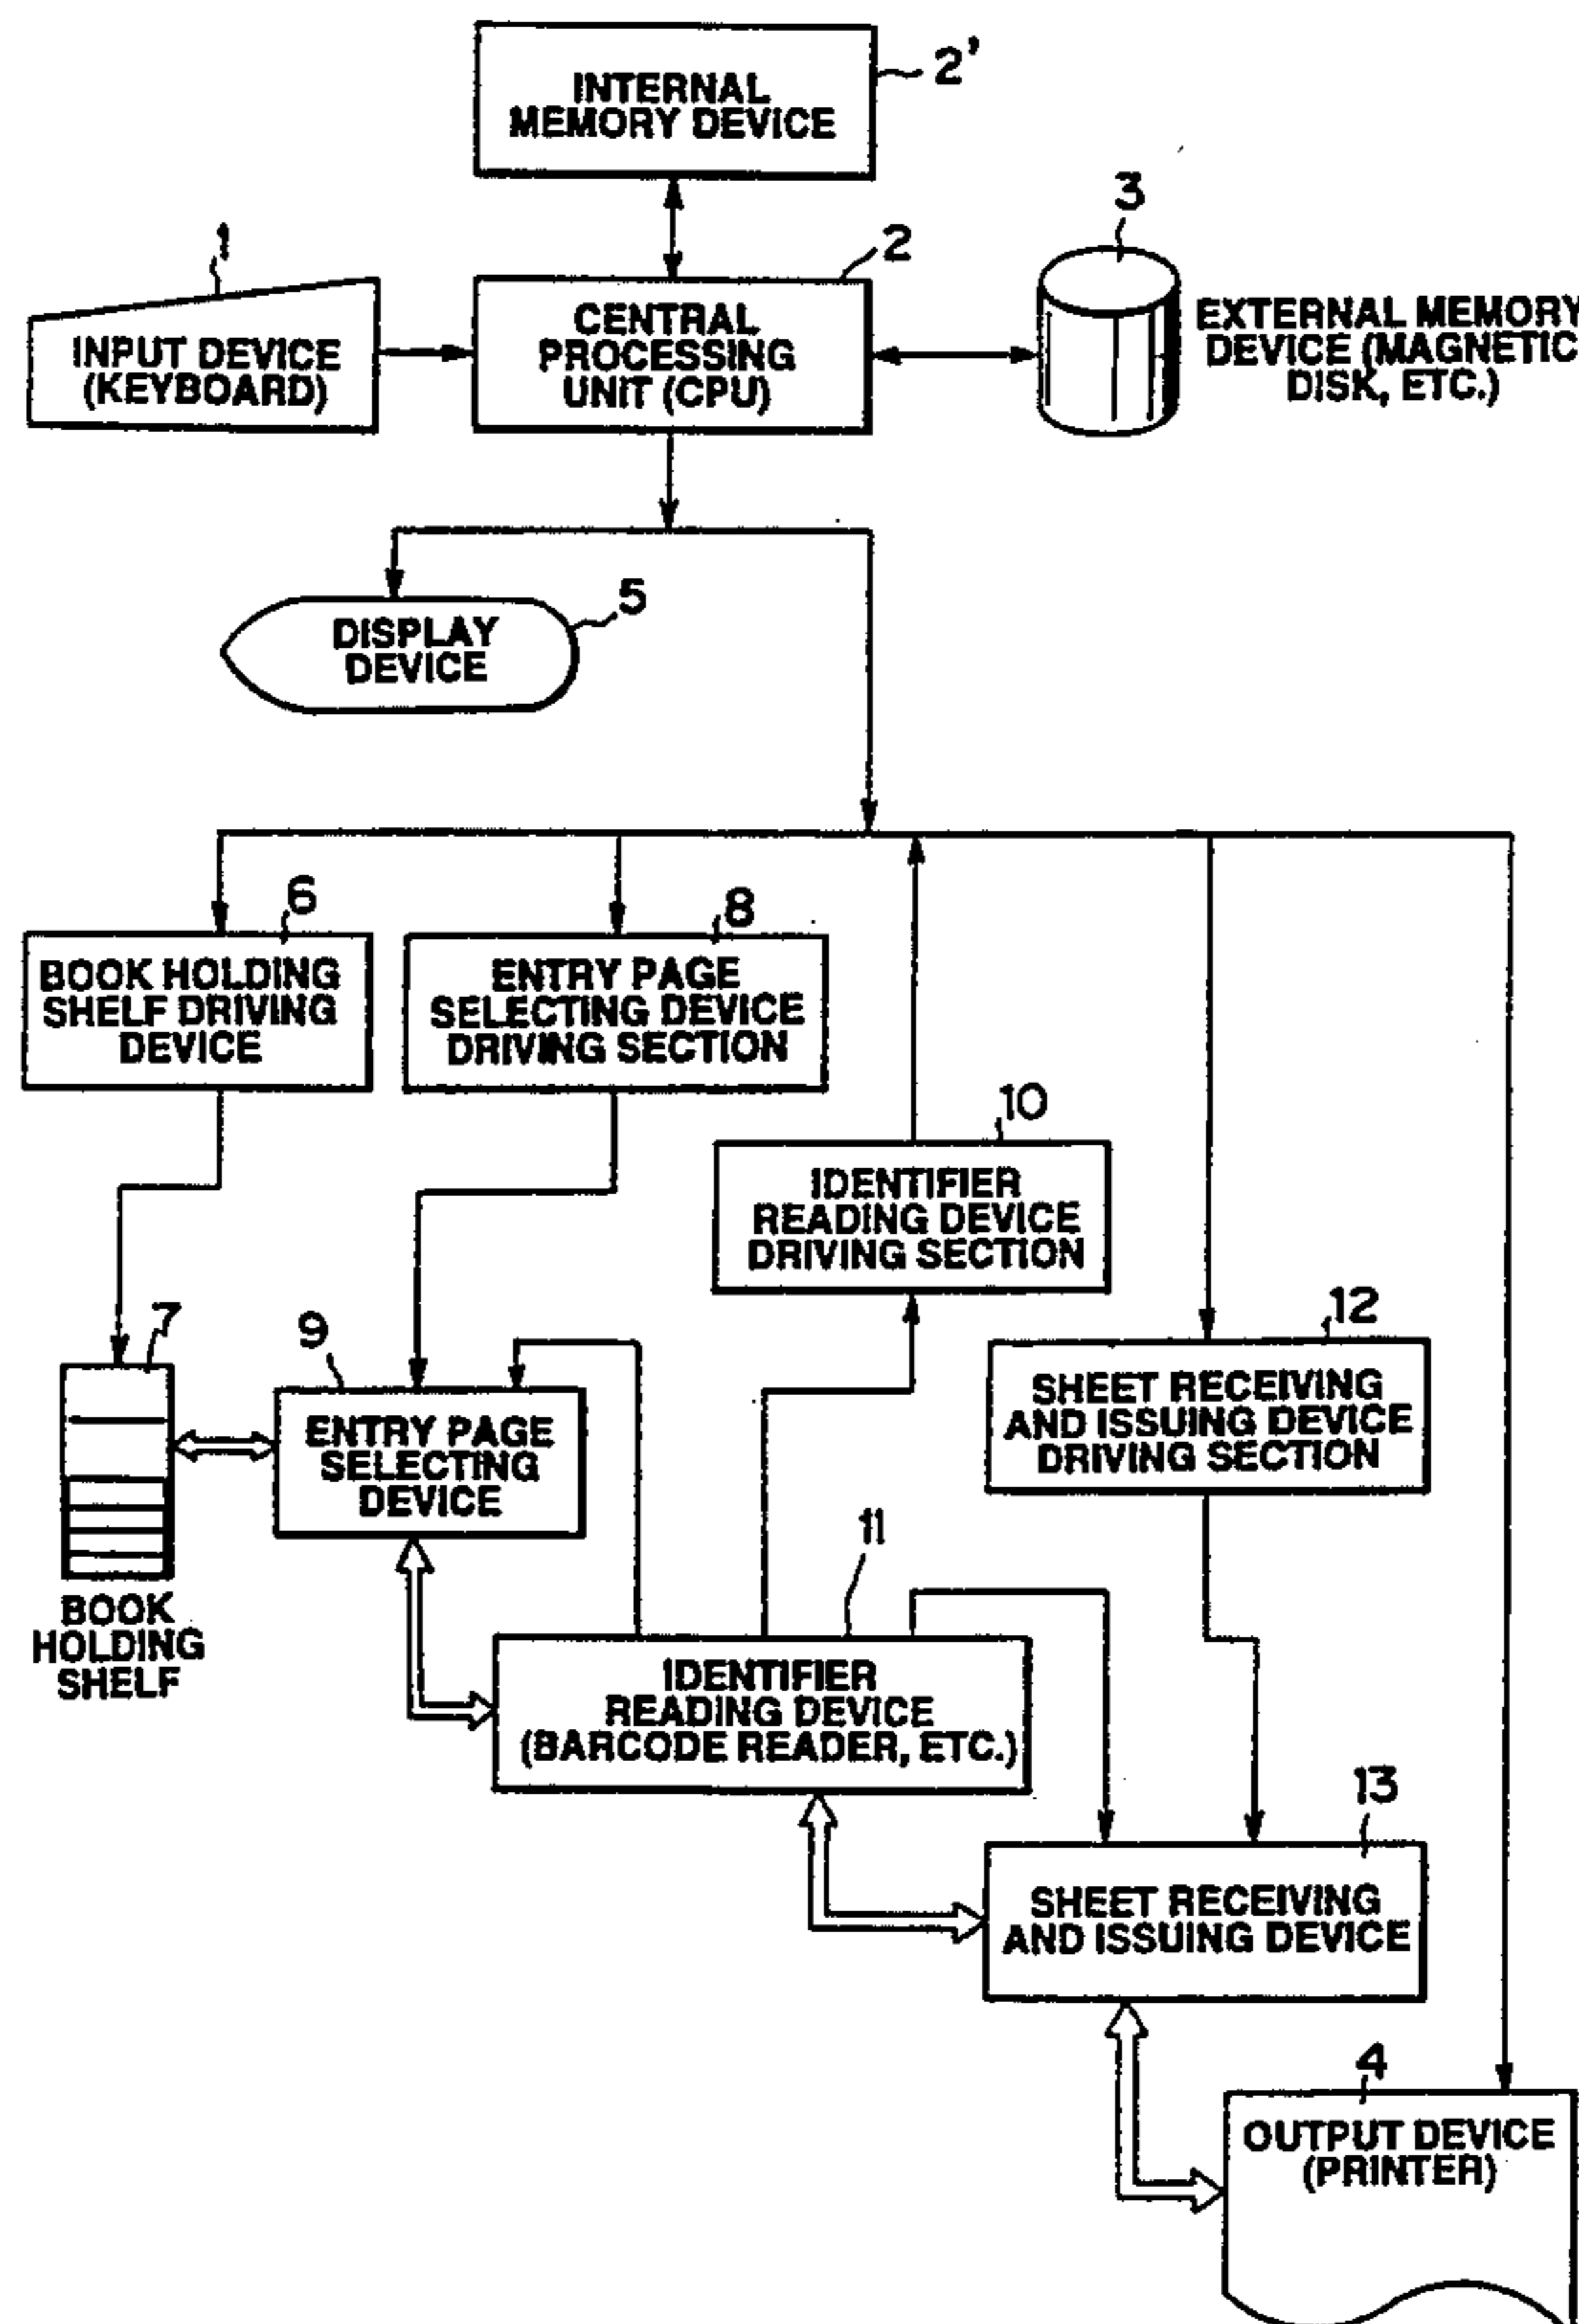 2'
INTERNAL
MEMORY DEVICE
1
2
3
INPUT DEVICE
(KEYBOARD)
CENTRAL
PROCESSING
UNIT (CPU)
EXTERNAL MEMORY
DEVICE (MAGNETIC
DISK, ETC.)
5
DISPLAY
DEVICE
6
BOOK HOLDING
SHELF DRIVING
DEVICE
8
ENTRY PAGE
SELECTING DEVICE
DRIVING SECTION
10
IDENTIFIER
READING DEVICE
DRIVING SECTION
7
BOOK
HOLDING
SHELF
9
ENTRY PAGE
SELECTING
DEVICE
12
SHEET RECEIVING
AND ISSUING DEVICE
DRIVING SECTION
11
IDENTIFIER
READING DEVICE
(BARCODE READER, ETC.)
13
SHEET RECEIVING
AND ISSUING DEVICE
4
OUTPUT DEVICE
(PRINTER)